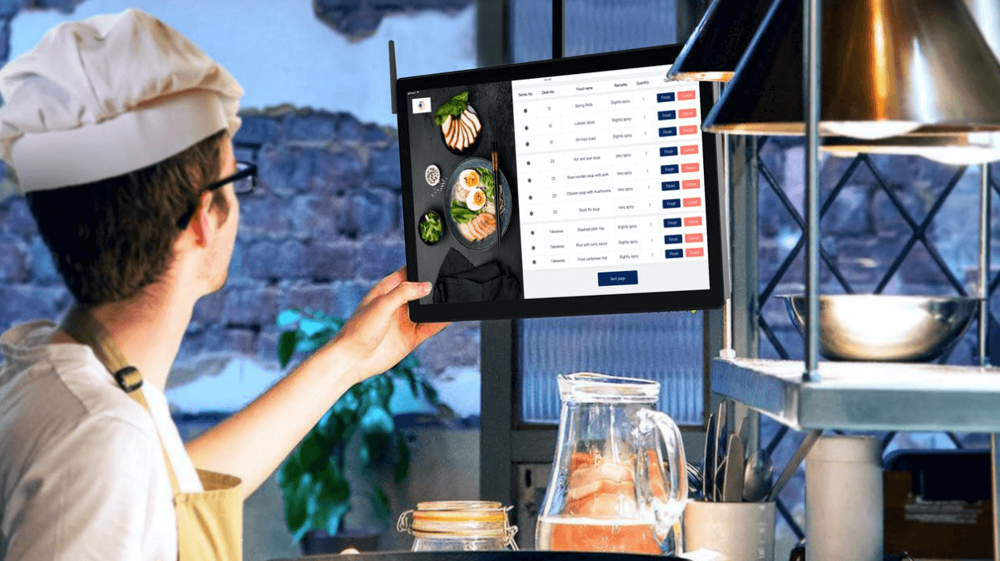 Series No. Desk No. Food name Remarks Quantity
12 Spring Rolls Slightly spicy 1 Finish Cancel
12 Lobster slices Slightly spicy 1 Finish Cancel
12 Slightly spicy 1 Finish Cancel
23 Hot and sour soup Very spicy 1 Finish Cancel
23 noodles soup with pork Very spicy 1 Finish Cancel
23 Chicken soup with mushrooms Very spicy 1 Finish Cancel
23 Shark fin soup Very spicy 1 Finish Cancel
Takeaway Steamed plain rice Slightly spicy 1 Finish Cancel
Takeaway Rice with curry sauce Slightly spicy 1 Finish Cancel
Takeaway Fried cantonese rice Slightly spicy 1 Finish Cancel
Next page